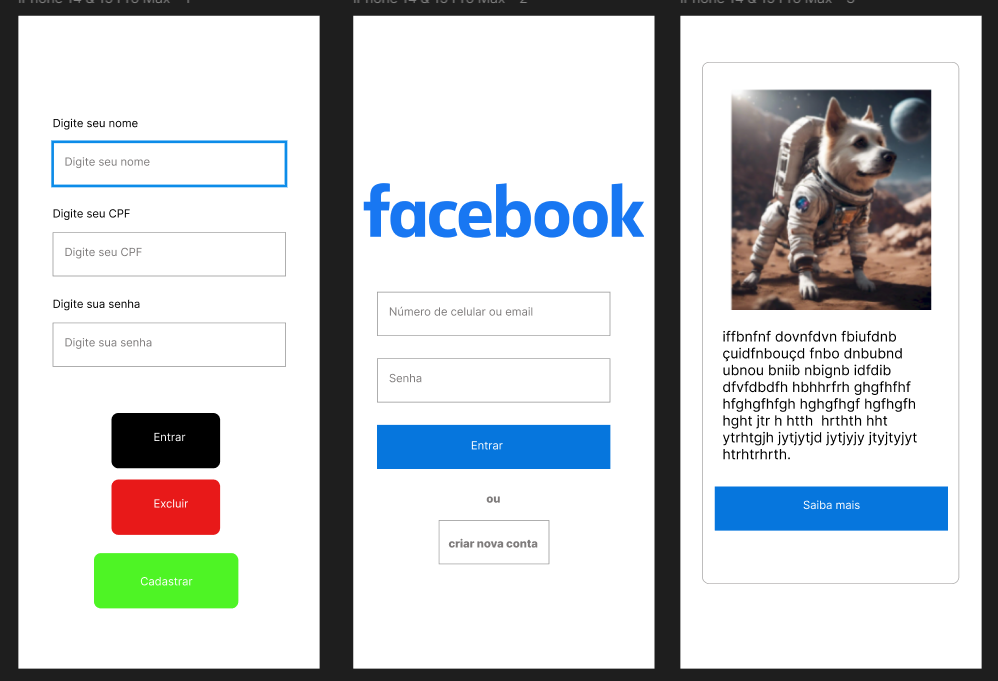 iPhone 14 & 15 Pro Max - 1
Digite seu nome
Digite seu nome
Digite seu CPF
Digite seu CPF
Digite sua senha
Digite sua senha
Entrar
Excluir
Cadastrar
iPhone 14 & 15 Pro Max - 2
facebook
Número de celular ou email
Senha
Entrar
ou
criar nova conta
iPhone 14 & 15 Pro Max - 3
iffbnfnf dovnfdvn fbiufdnb
çuidfnbouçd fnbo dnbubnd
ubnou bniib nbignb idfdib
dfvfdbdfh hbhhrfrh ghgfhfhf
hfghgfhfgh hghgfhgf hgfhgfh
hght jtr h htth  hrthth hht
ytrhtgjh jytjytjd jytjyjy jtyjtyjyt
htrhtrhrth.
Saiba mais